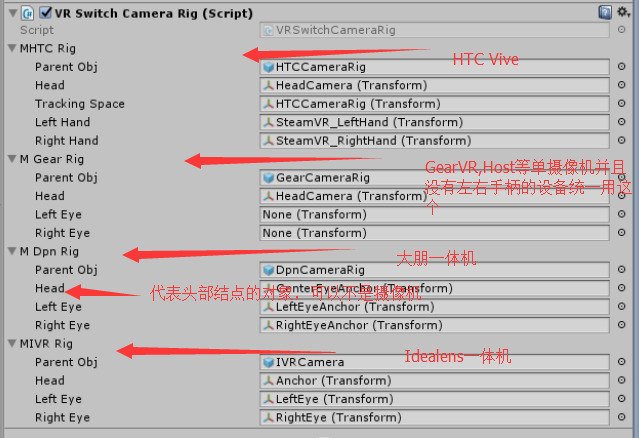 VR Switch Camera Rig (Script)
Script VRSwitchCameraRig
MHTC Rig
HTC Vive
Parent Obj HTCCameraRig
Head HeadCamera (Transform)
Tracking Space HTCCameraRig (Transform)
Left Hand SteamVR_LeftHand (Transform)
Right Hand SteamVR_RightHand (Transform)
M Gear Rig
GearVR,Host等单摄像机并且
没有左右手柄的设备统一用这
个
Parent Obj GearCameraRig
Head HeadCamera (Transform)
Left Eye None (Transform)
Right Eye None (Transform)
M Dpn Rig
大朋一体机
Parent Obj DpnCameraRig
Head CenterEyeAnchor (Transform)
代表头部结点的对象，可以不是摄像机
Left Eye LeftEyeAnchor (Transform)
Right Eye RightEyeAnchor (Transform)
MIVR Rig
Idealens一体机
Parent Obj IVRCamera
Head Anchor (Transform)
Left Eye LeftEye (Transform)
Right Eye RightEye (Transform)